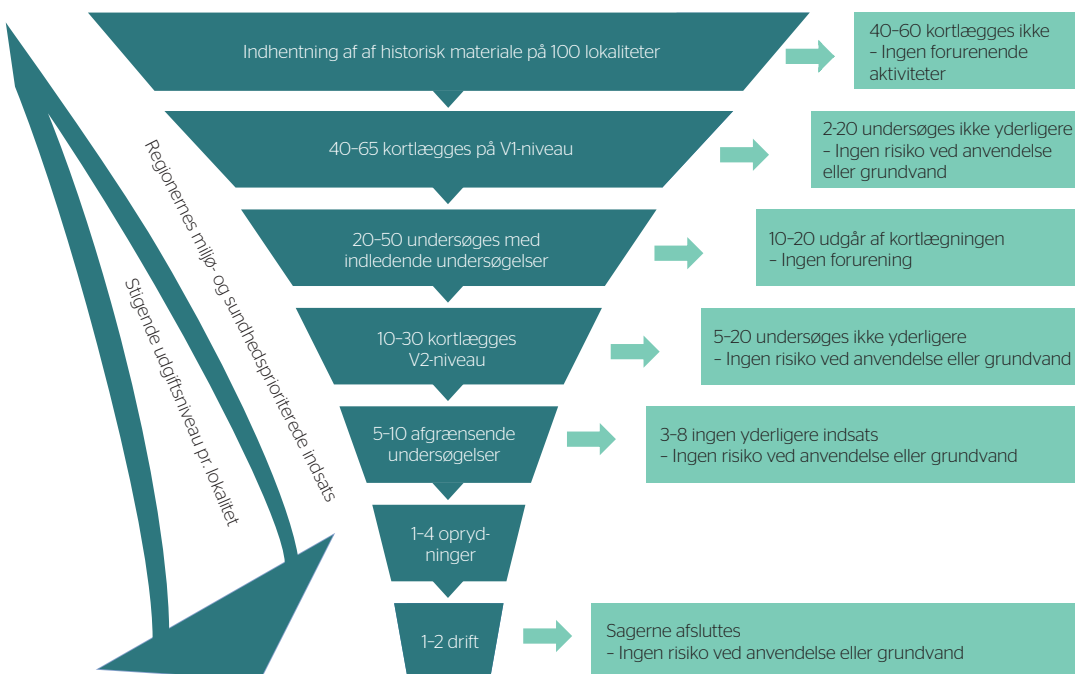 Indhentning af af historisk materiale på 100 lokaliteter
40-60 kortlægges ikke
- Ingen forurenende
aktiviteter
40-65 kortlægges på V1-niveau
2-20 undersøges ikke yderligere
- Ingen risiko ved anvendelse
eller grundvand
20-50 undersøges med
indledende undersøgelser
10-20 udgår af kortlægningen
- Ingen forurening
10-30 kortlægges
V2-niveau
5-20 undersøges ikke yderligere
- Ingen risiko ved anvendelse eller grundvand
5-10 afgrænsende
undersøgelser
3-8 ingen yderligere indsats
- Ingen risiko ved anvendelse eller grundvand
1-4 opryd-
ninger
1-2 drift
Sagerne afsluttes
- Ingen risiko ved anvendelse eller grundvand
Regionernes miljø- og sundhedsprioriterede indsats
Stigende udgiftsniveau pr. lokalitet